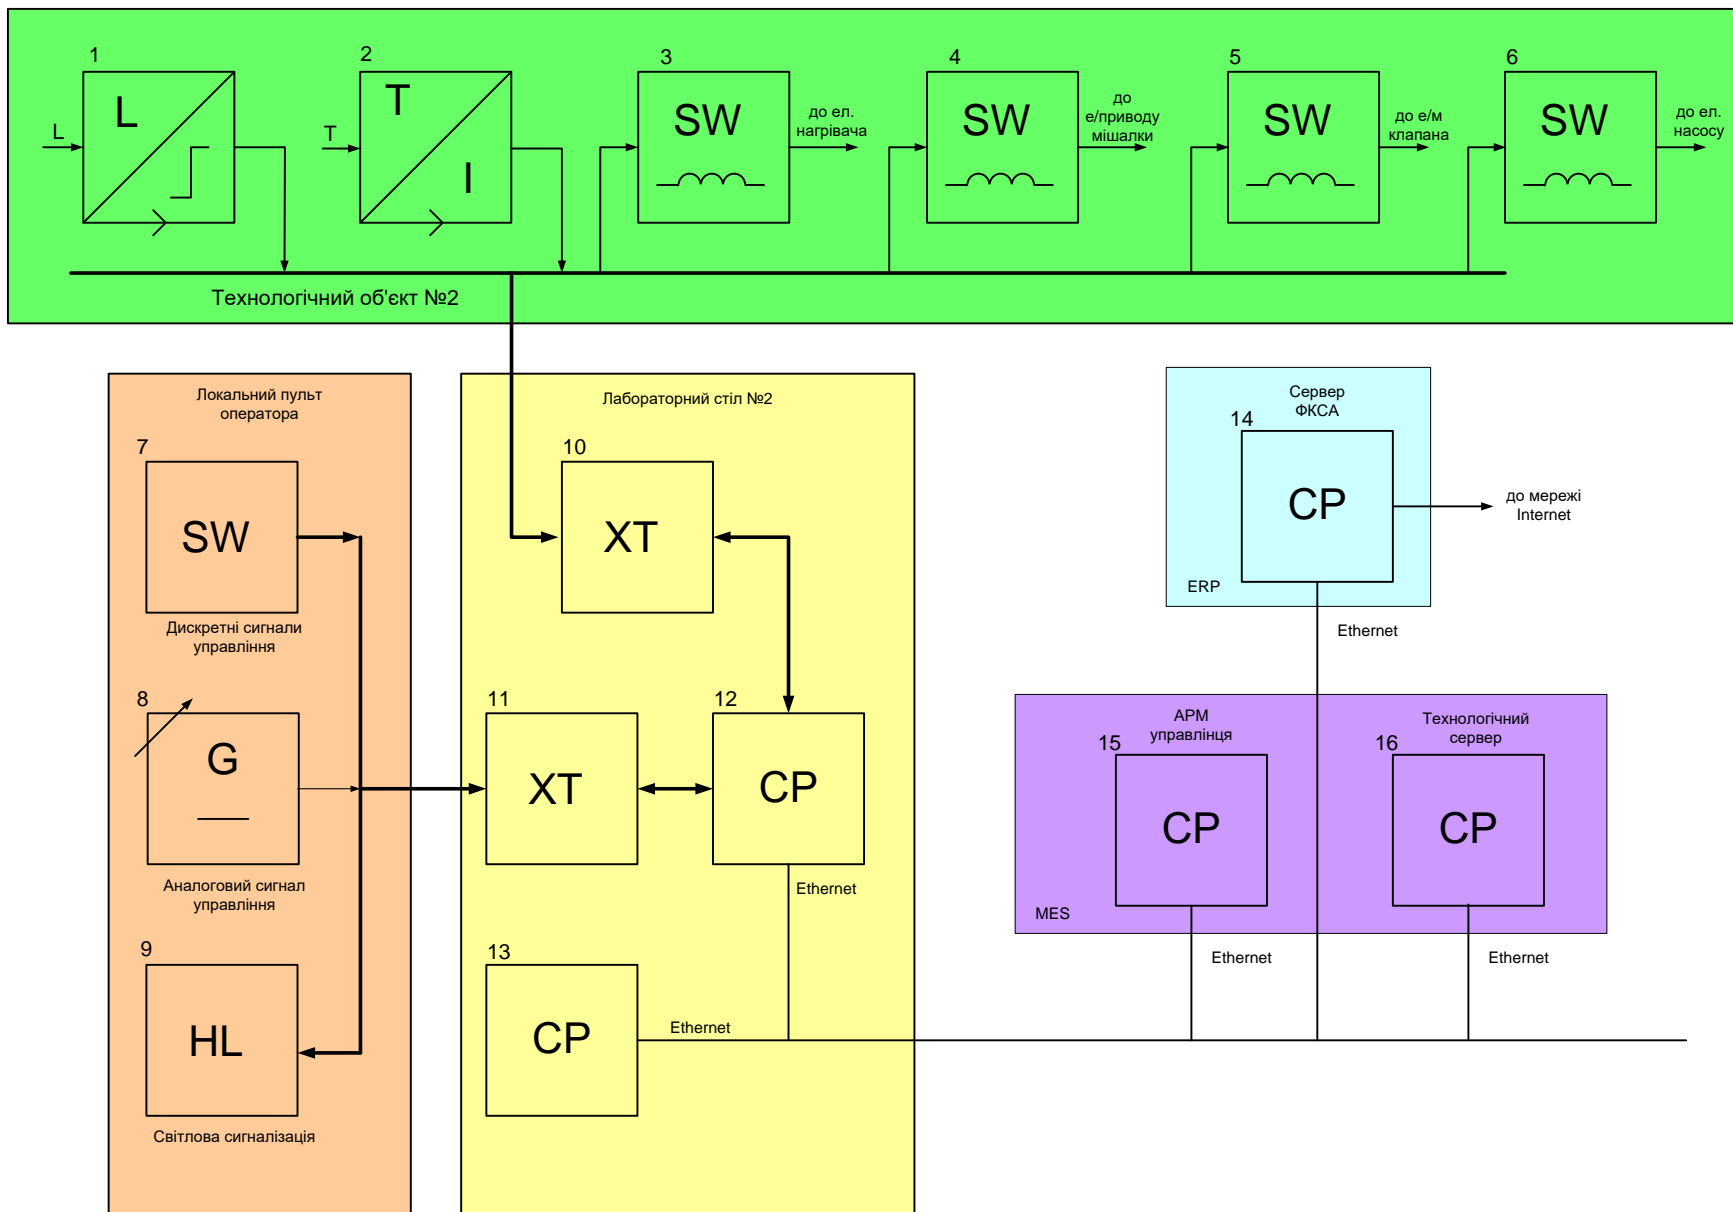 1
2
3
4
5
6
L
L
T
T
I
SW
до ел.
нагрівача
SW
до
е/приводу
мішалки
SW
до е/м
клапана
SW
до ел.
насосу
Технологічний об'єкт №2
Локальний пульт
оператора
7
SW
Дискретні сигнали
управління
8
G
Аналоговий сигнал
управління
9
HL
Світлова сигналізація
Лабораторний стіл №2
10
XT
11
XT
12
CP
Ethernet
13
CP
Ethernet
Сервер
ФКСА
14
CP
ERP
до мережі
Internet
Ethernet
АРМ
управлінця
15
CP
MES
Ethernet
Технологічний
сервер
16
CP
Ethernet